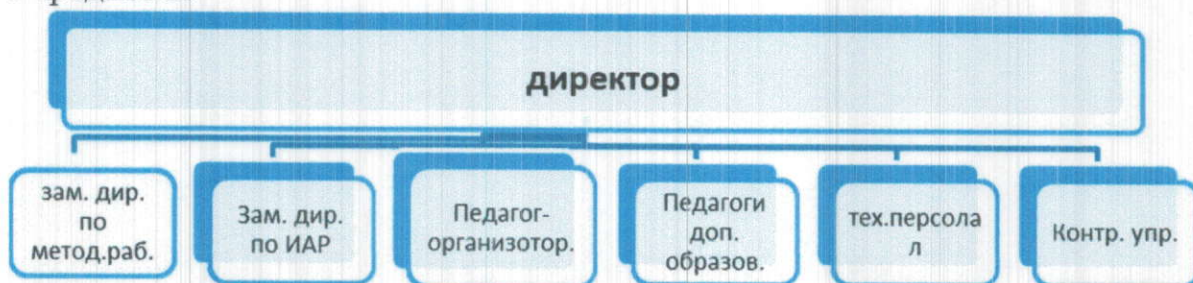 директор
зам. дир.
по
метод.раб.
Зам. дир.
по ИАР
Педагог-
организотор.
Педагоги
доп.
образов.
тех.персола
л
Контр. упр.